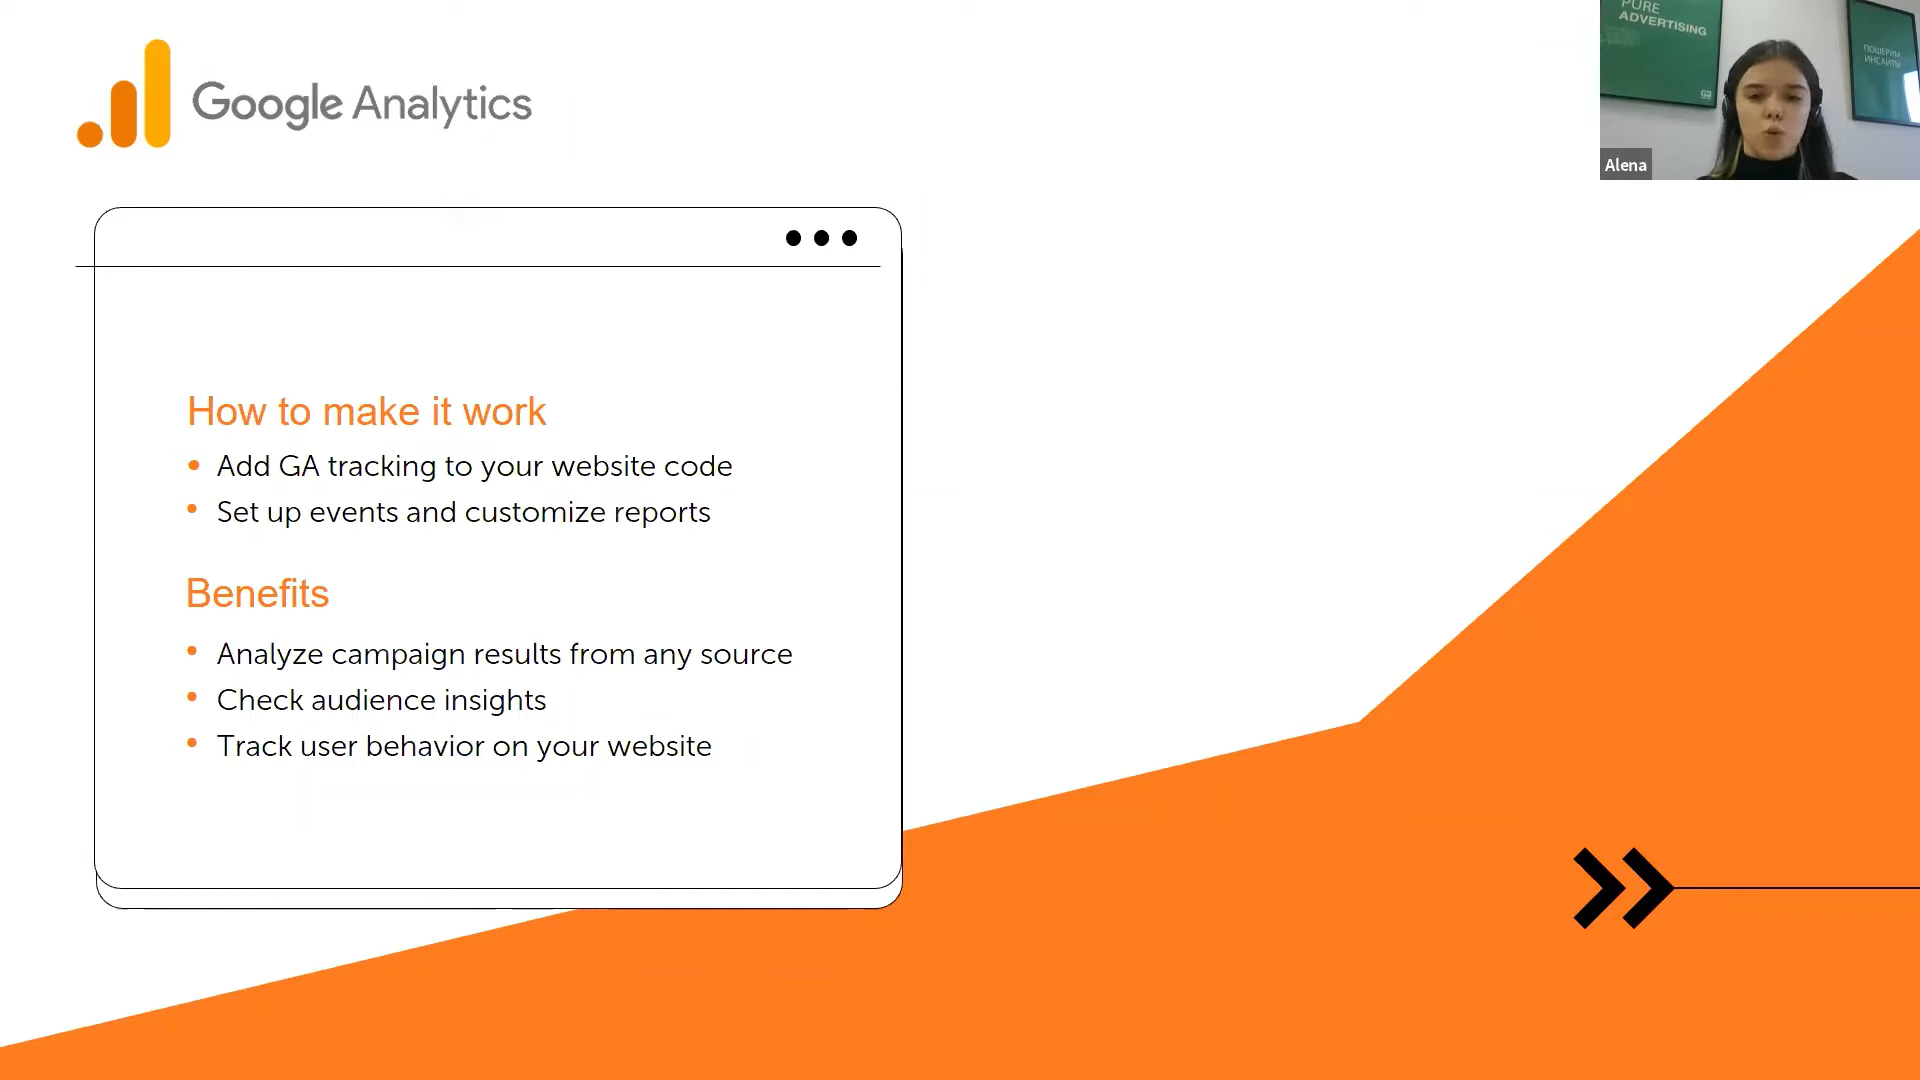 Google Analytics
PURE
ADVERTISING
ПОШЕРИМ
ИНСАЙТЫ
Alena
How to make it work
Add GA tracking to your website code
Set up events and customize reports
Benefits
Analyze campaign results from any source
Check audience insights
Track user behavior on your website